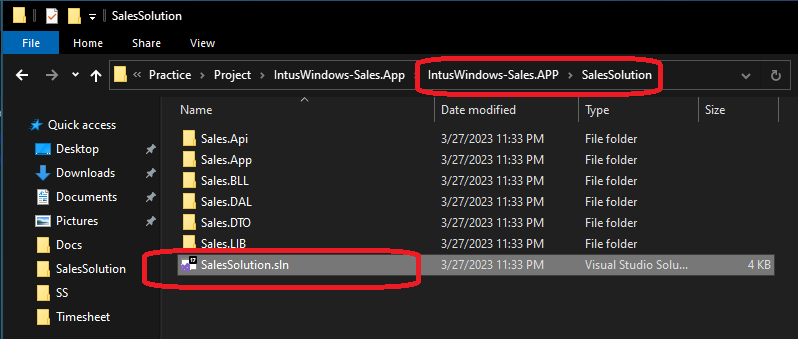 SalesSolution
File Home Share View
Practice Project IntusWindows-Sales.App IntusWindows-Sales.APP SalesSolution
Name Date modified Type Size
Quick access
Desktop
Downloads
Documents
Pictures
Docs
SalesSolution
SS
Timesheet
Sales.Api 3/27/2023 11:33 PM File folder
Sales.App 3/27/2023 11:33 PM File folder
Sales.BLL 3/27/2023 11:33 PM File folder
Sales.DAL 3/27/2023 11:33 PM File folder
Sales.DTO 3/27/2023 11:33 PM File folder
Sales.LIB 3/27/2023 11:33 PM File folder
17
SalesSolution.sln 3/27/2023 11:33 PM Visual Studio Solu... 4 KB